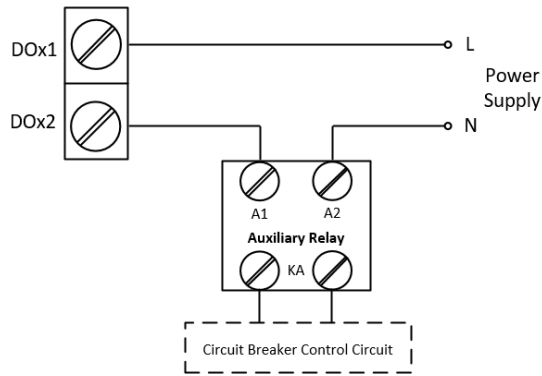 DOx1
L
Power
Supply
DOx2
N
A1
A2
Auxiliary Relay
KA
Circuit Breaker Control Circuit